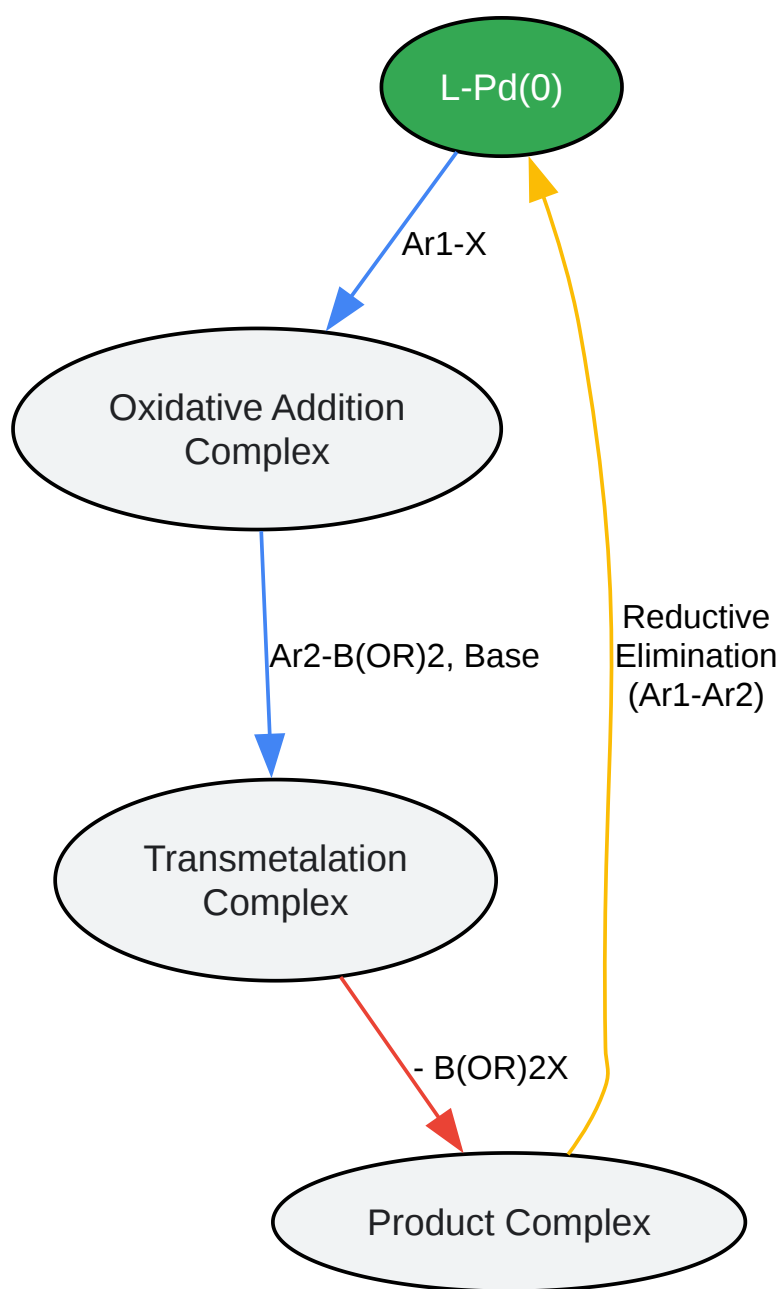 L-Pd(0)
Ar1-X
Oxidative Addition
Complex
Reductive
Elimination
(Ar1-Ar2)
Ar2-B(OR)2, Base
Transmetalation
Complex
- B(OR)2X
Product Complex